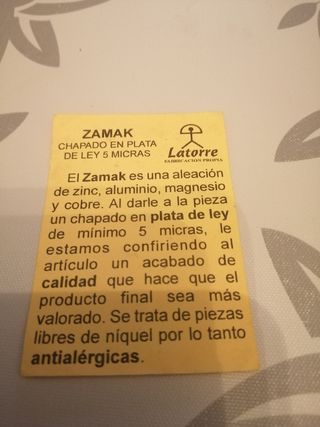 ZAMAK
CHAPADO EN PLATA
DE LEY 5 MICRAS
Latorre
FABRICACION PROPIA
El Zamak es una aleación
de zinc, aluminio, magnesio
y cobre. Al darle a la pieza
un chapado en plata de ley
de mínimo 5 micras, le
estamos confiriendo al
artículo un acabado de
calidad que hace que el
producto final sea más
valorado. Se trata de piezas
libres de níquel por lo tanto
antialérgicas.